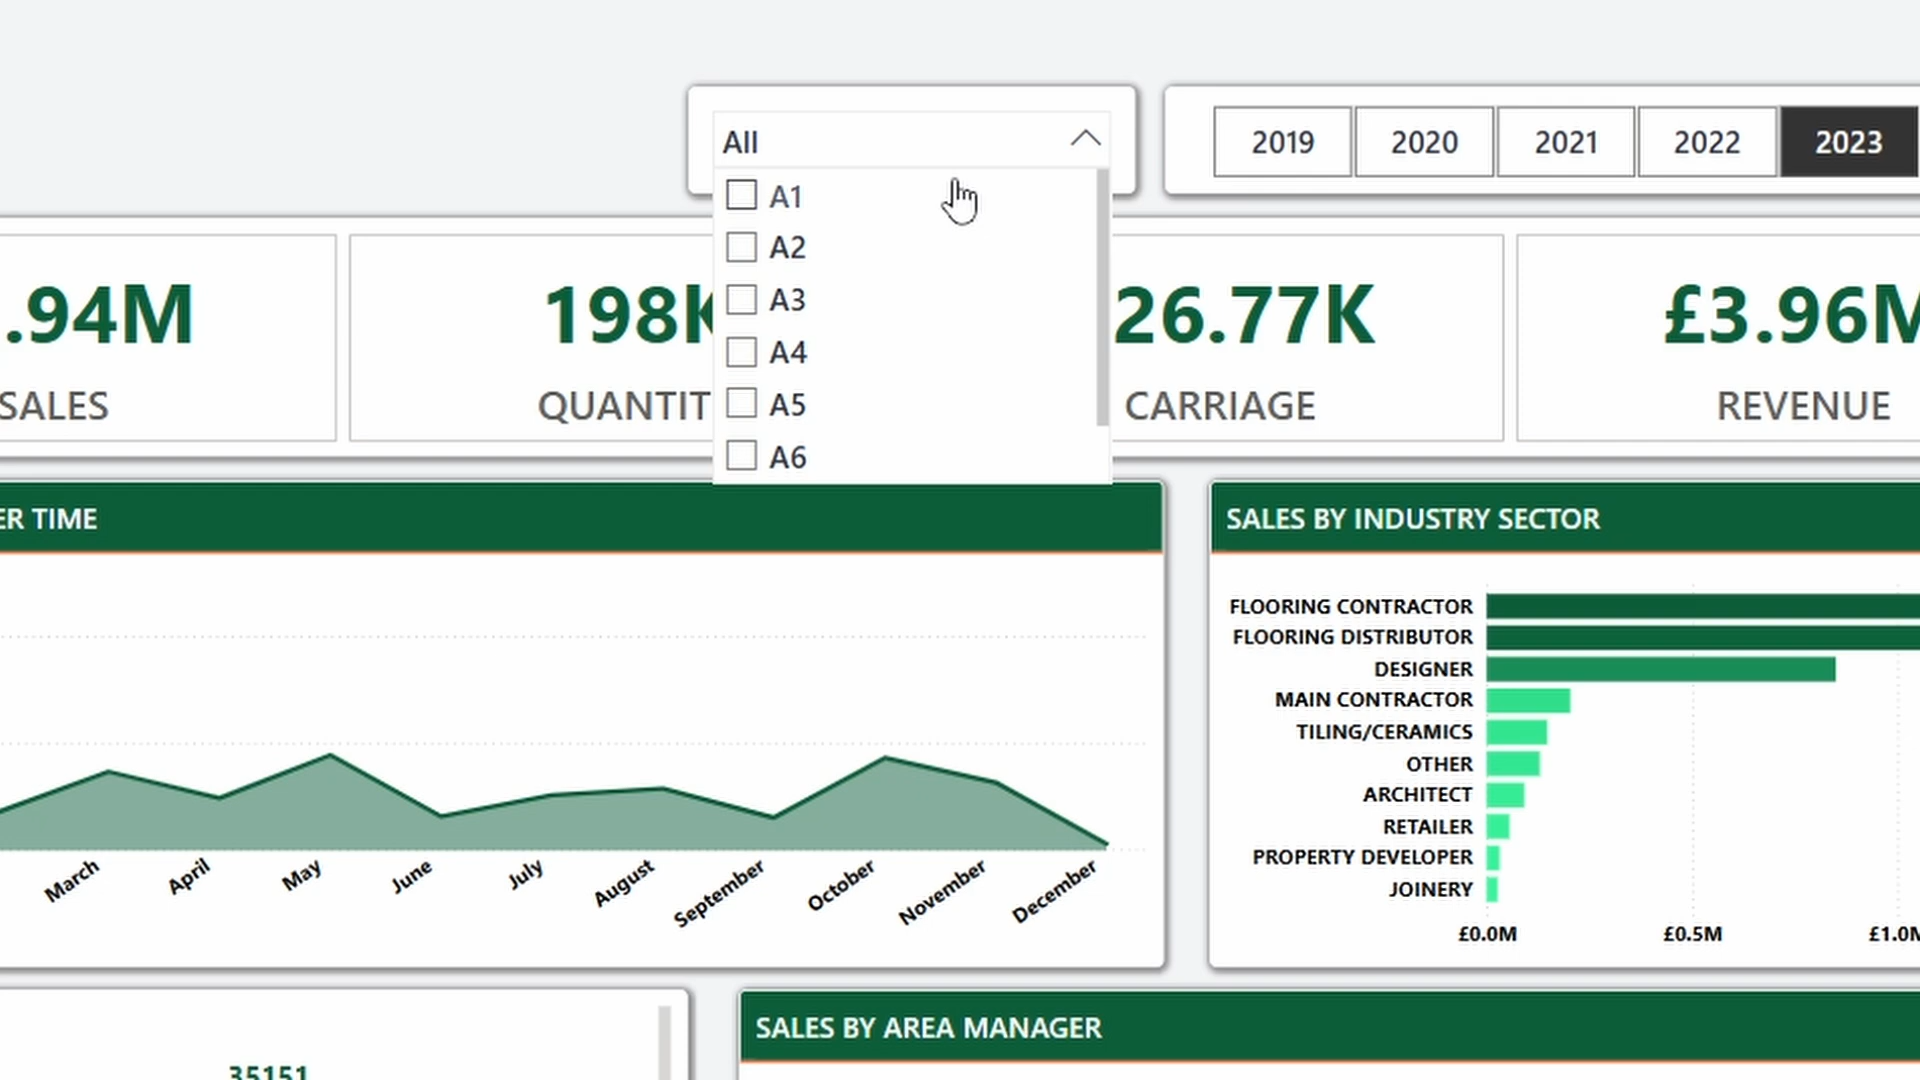 All
2019 2020 2021 2022 2023
A1
A2
A3
A4
A5
A6
.94M
SALES
198K
QUANTIT
26.77K
CARRIAGE
£3.96M
REVENUE
ER TIME
March April May June July August September October November December
SALES BY INDUSTRY SECTOR
FLOORING CONTRACTOR
FLOORING DISTRIBUTOR
DESIGNER
MAIN CONTRACTOR
TILING/CERAMICS
OTHER
ARCHITECT
RETAILER
PROPERTY DEVELOPER
JOINERY
£0.0M £0.5M £1.0M
35151
SALES BY AREA MANAGER